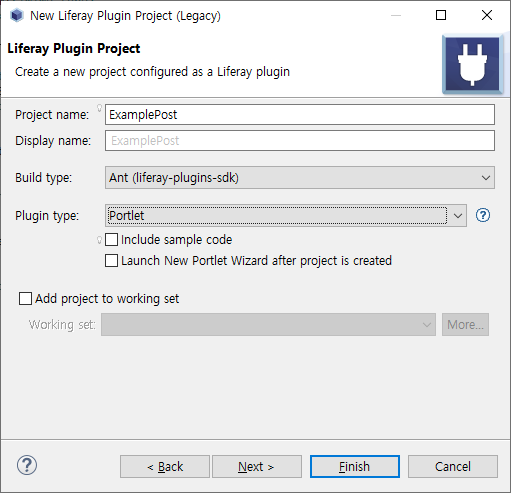 New Liferay Plugin Project (Legacy)
Liferay Plugin Project
Create a new project configured as a Liferay plugin
Project name: ExamplePost
Display name: ExamplePost
Build type: Ant (liferay-plugins-sdk)
Plugin type: Portlet
Include sample code
Launch New Portlet Wizard after project is created
Add project to working set
Working set: More...
? < Back Next > Finish Cancel